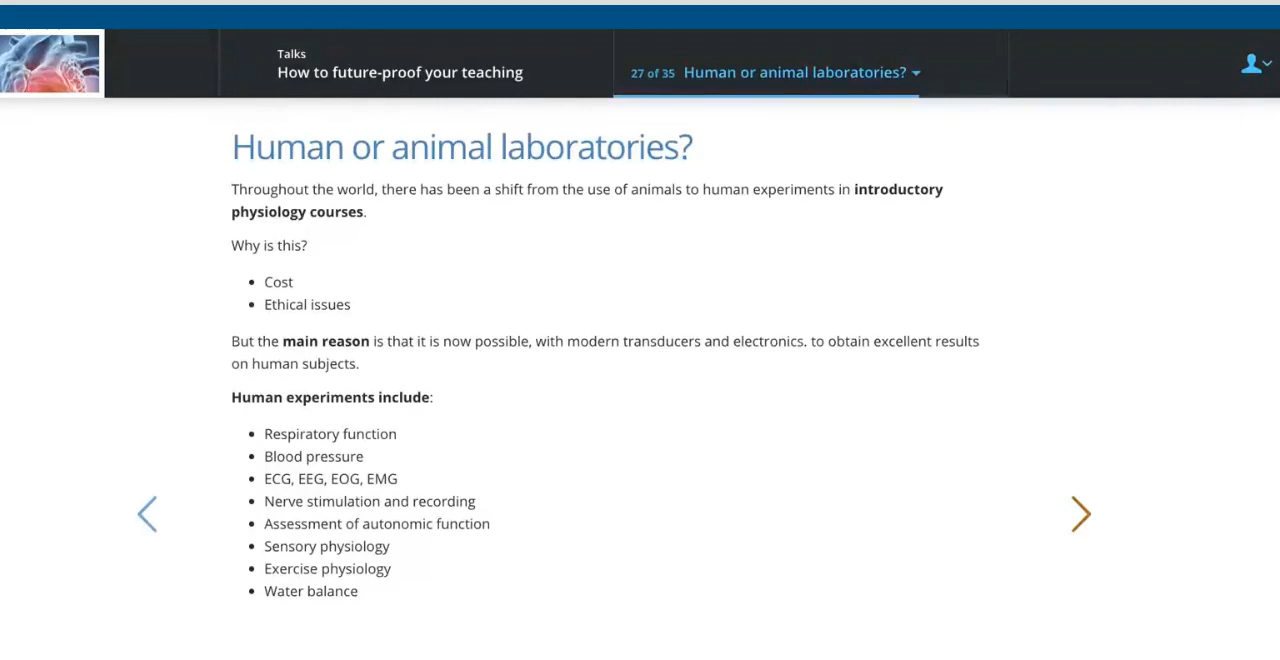 Talks
How to future-proof your teaching
27 of 35 Human or animal laboratories?
Human or animal laboratories?
Throughout the world, there has been a shift from the use of animals to human experiments in introductory
physiology courses.
Why is this?
• Cost
• Ethical issues
But the main reason is that it is now possible, with modern transducers and electronics. to obtain excellent results
on human subjects.
Human experiments include:
• Respiratory function
• Blood pressure
• ECG, EEG, EOG, EMG
• Nerve stimulation and recording
• Assessment of autonomic function
• Sensory physiology
• Exercise physiology
• Water balance